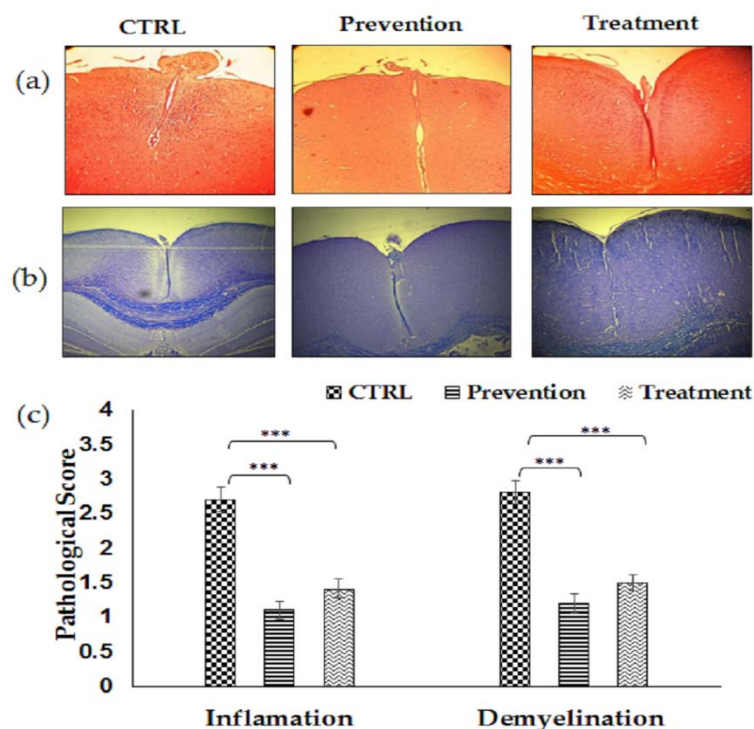 CTRL Prevention Treatment
(a)
(b)
(c)
CTRL Prevention Treatment
Pathological Score
4
3.5
3
2.5
2
1.5
1
0.5
0
***
***
***
***
Inflamation Demyelination